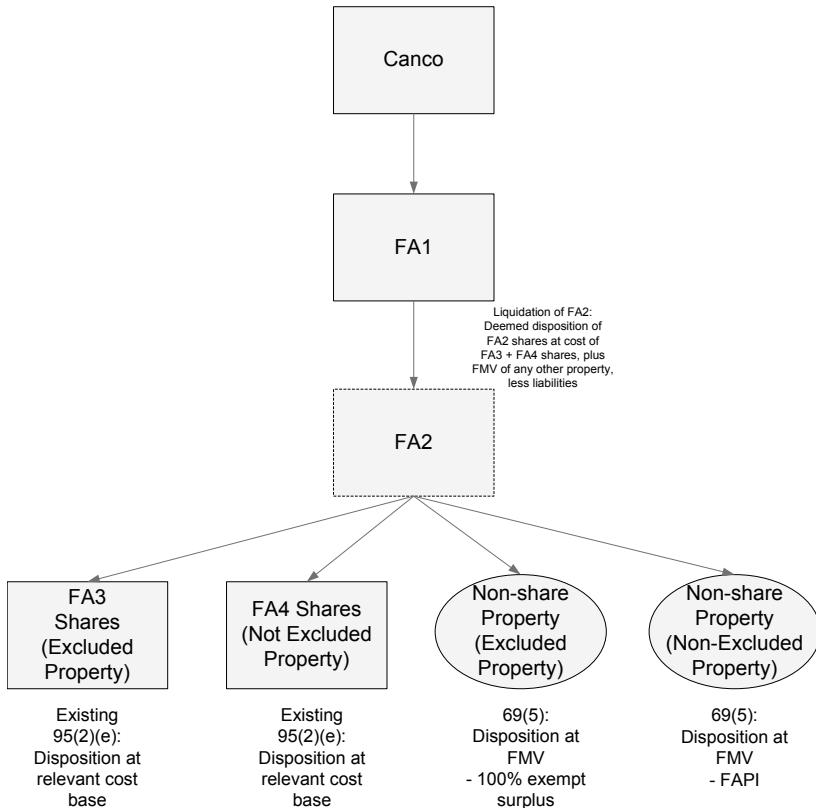 Canco
FA1
Liquidation of FA2:
Deemed disposition of
FA2 shares at cost of
FA3 + FA4 shares, plus
FMV of any other property,
less liabilities
FA2
FA3
Shares
(Excluded
Property)
FA4 Shares
(Not Excluded
Property)
Non-share
Property
(Excluded
Property)
Non-share
Property
(Non-Excluded
Property)
Existing
95(2)(e):
Disposition at
relevant cost
base
Existing
95(2)(e):
Disposition at
relevant cost
base
69(5):
Disposition at
FMV
- 100% exempt
surplus
69(5):
Disposition at
FMV
- FAPI